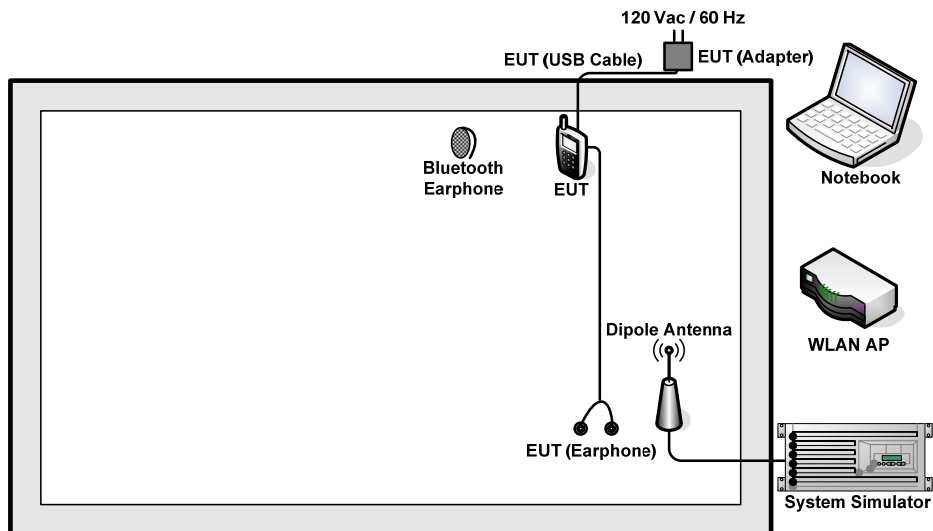 120 Vac / 60 Hz
EUT (USB Cable)
EUT (Adapter)
Bluetooth
Earphone
EUT
Notebook
WLAN AP
Dipole Antenna
EUT (Earphone)
System Simulator